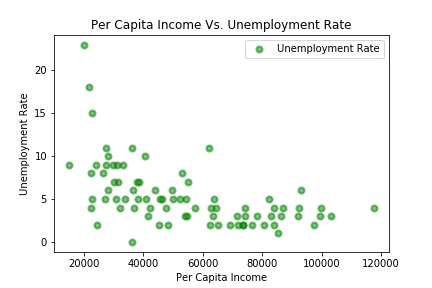 Per Capita Income Vs. Unemployment Rate
Unemployment Rate
20
15
10
5
0
Unemployment Rate
20000 40000 60000 80000 100000 120000
Per Capita Income